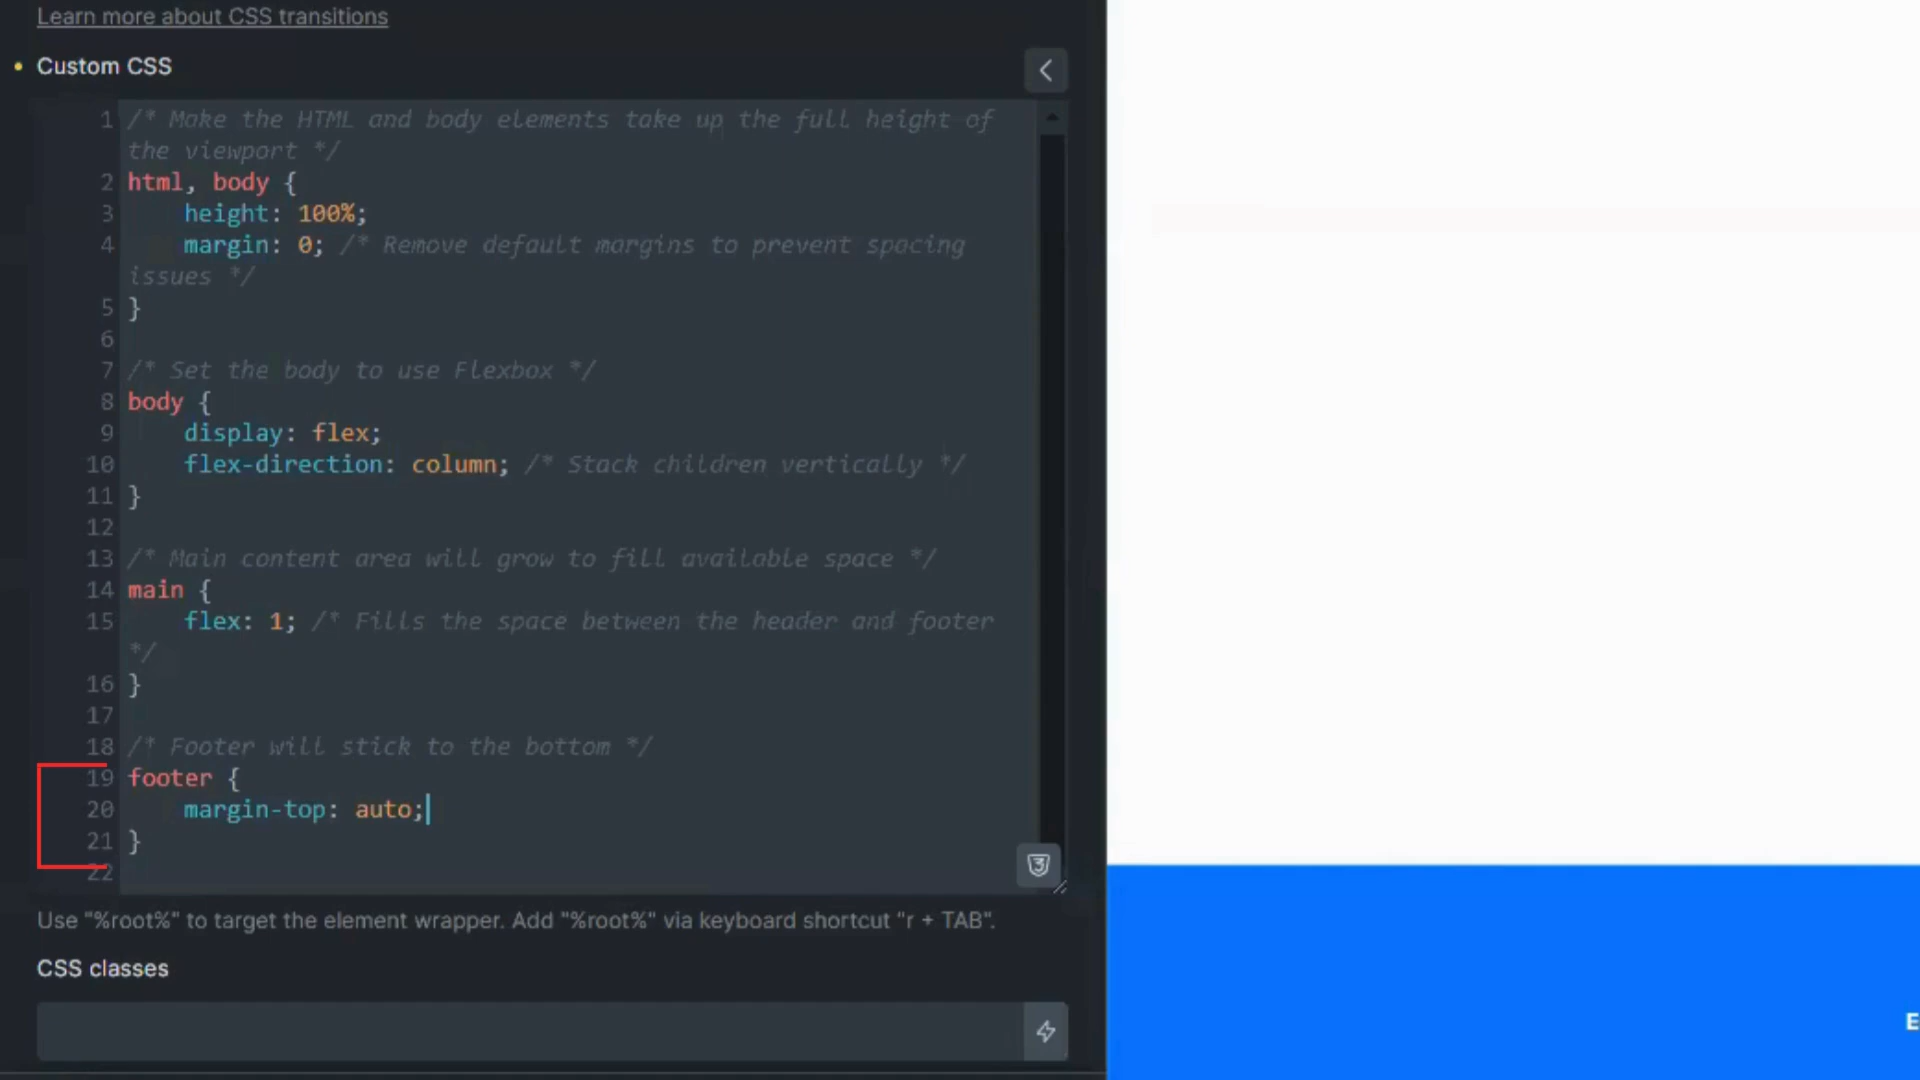 Learn more about CSS transitions
Custom CSS
1 /* Make the HTML and body elements take up the full height of
the viewport */
2 html, body {
3 height: 100%;
4 margin: 0; /* Remove default margins to prevent spacing
issues */
5 }
6
7 /* Set the body to use Flexbox */
8 body {
9 display: flex;
10 flex-direction: column; /* Stack children vertically */
11 }
12
13 /* Main content area will grow to fill available space */
14 main {
15 flex: 1; /* Fills the space between the header and footer
*/
16 }
17
18 /* Footer will stick to the bottom */
19 footer {
20 margin-top: auto;
21 }
22
Use "%root%" to target the element wrapper. Add "%root%" via keyboard shortcut "r + TAB".
CSS classes